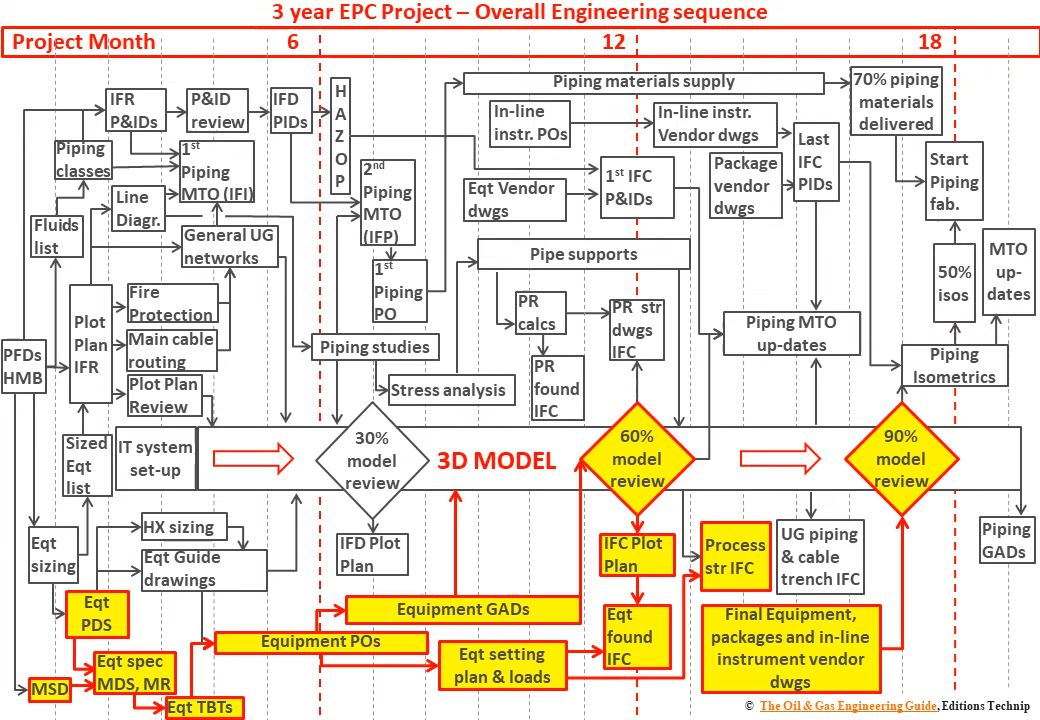 3 year EPC Project – Overall Engineering sequence
Project Month
6
12
18
IFR
P&IDs
P&ID
review
IFD
PIDs
H
A
Z
O
P
Piping materials supply
70% piping
materials
delivered
In-line
instr. POs
In-line instr.
Vendor dwgs
Last
IFC
PIDs
Piping
classes
1st
Piping
MTO (IFI)
2nd
Piping
MTO
(IFP)
Eqt Vendor
dwgs
1st IFC
P&IDs
Package
vendor
dwgs
Start
Piping
fab.
Line
Diagr.
Fluids
list
General UG
networks
Pipe supports
1st
Piping
PO
50%
isos
MTO
up-
dates
Plot
Plan
IFR
Fire
Protection
Main cable
routing
Plot Plan
Review
PR
calcs
PR str
dwgs
IFC
Piping MTO
up-dates
PFDs
HMB
Piping studies
Stress analysis
PR
found
IFC
Piping
Isometrics
Sized
Eqt
list
IT system
set-up
30%
model
review
3D MODEL
60%
model
review
90%
model
review
Eqt
sizing
HX sizing
Eqt Guide
drawings
IFD Plot
Plan
IFC Plot
Plan
Process
str IFC
UG piping
& cable
trench IFC
Piping
GADs
Eqt
PDS
Equipment GADs
Equipment POs
Eqt
found
IFC
Final Equipment,
packages and in-line
instrument vendor
dwgs
Eqt spec
MDS, MR
MSD
Eqt TBTs
Eqt setting
plan & loads
© The Oil & Gas Engineering Guide, Editions Technip